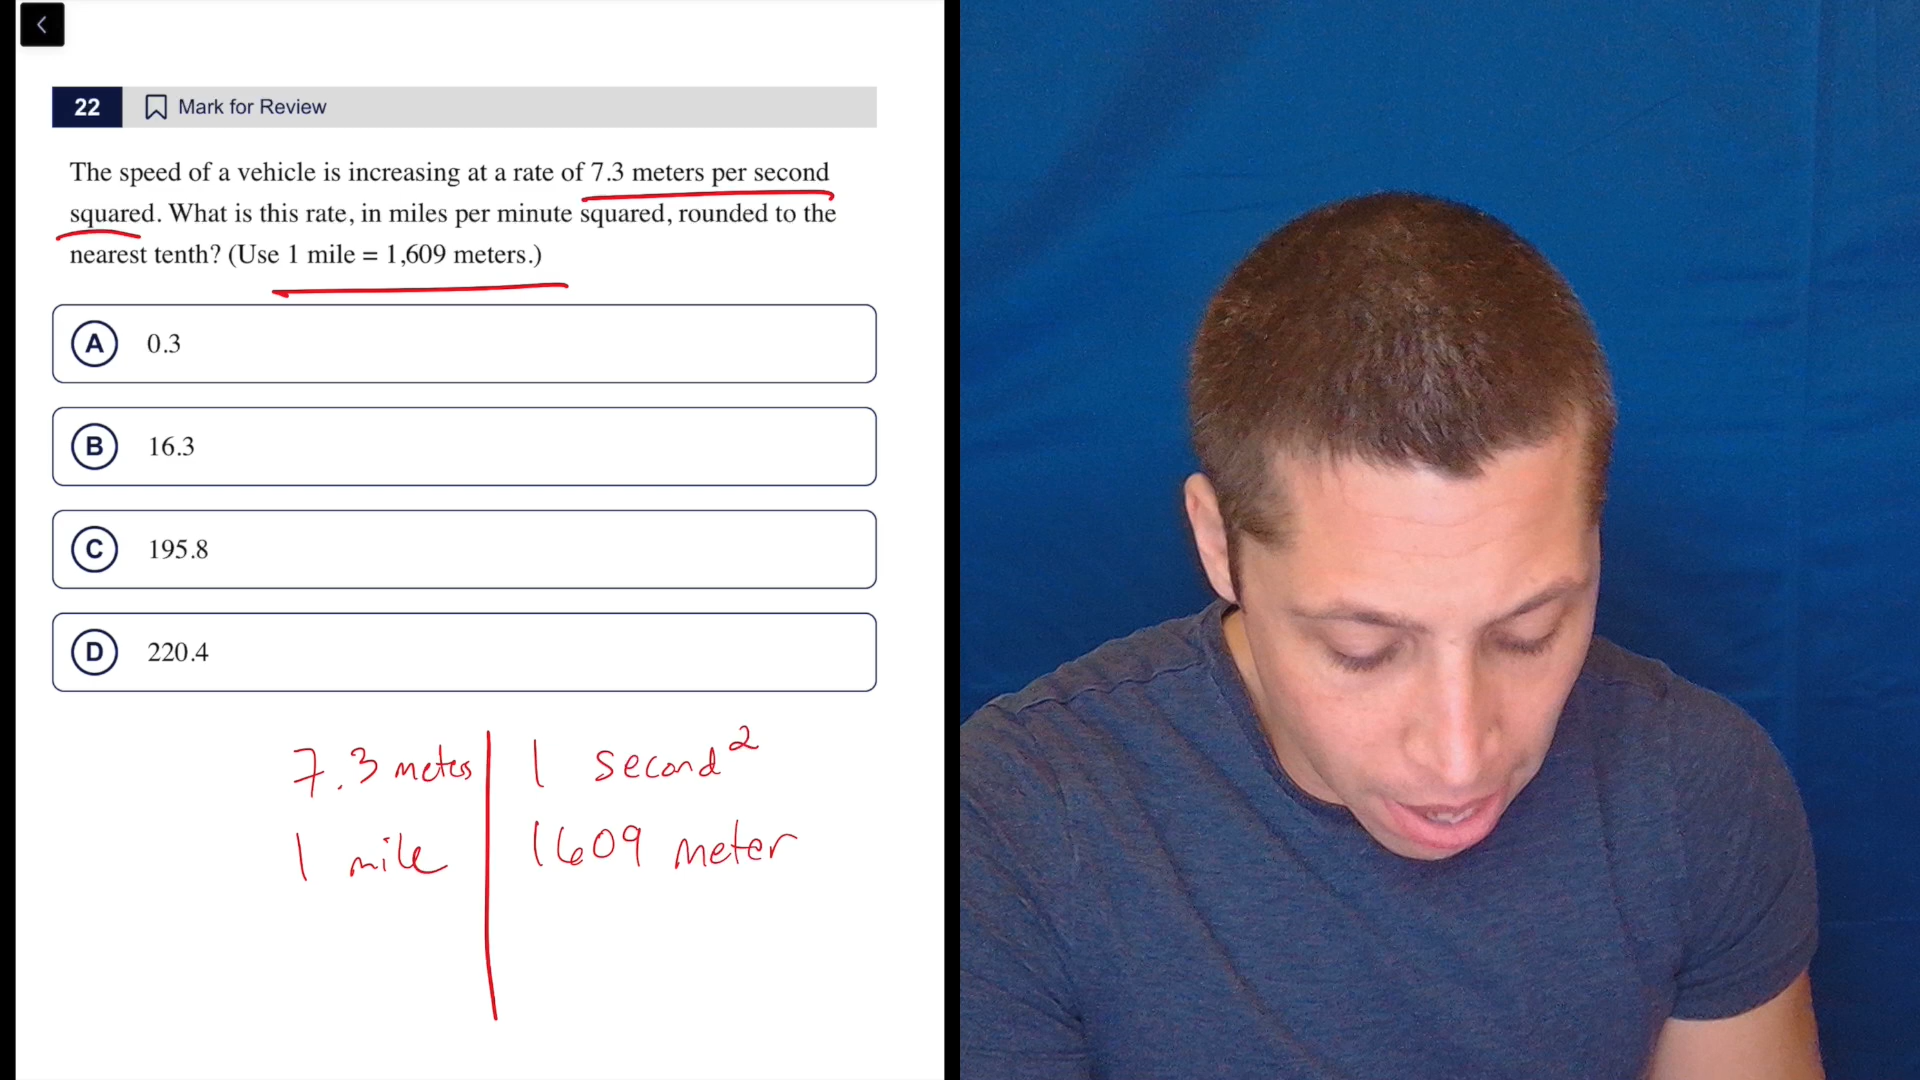 22 Mark for Review
The speed of a vehicle is increasing at a rate of 7.3 meters per second
squared. What is this rate, in miles per minute squared, rounded to the
nearest tenth? (Use 1 mile = 1,609 meters.)
A 0.3
B 16.3
C 195.8
D 220.4
7.3 meters 1 second²
1 mile 1609 meter